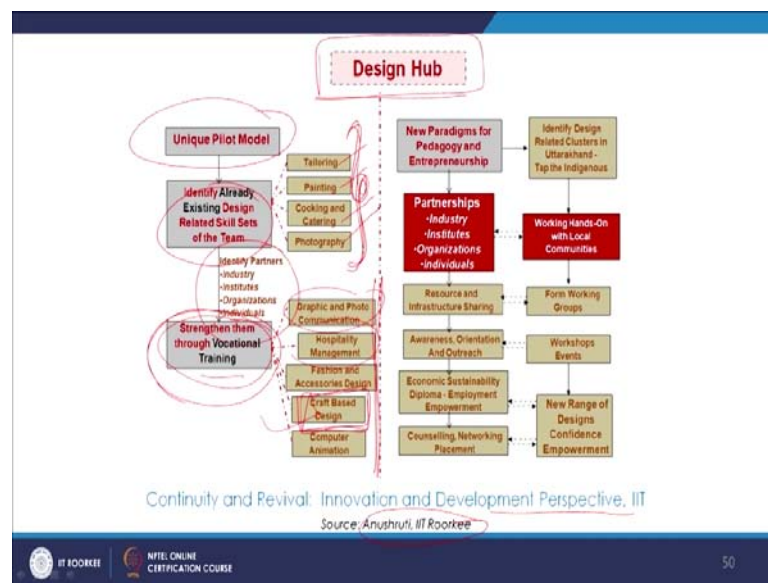 Design Hub
Unique Pilot Model
Identify Already
Existing Design
Related Skill Sets
of the Team
Tailoring
Painting
Cooking and
Catering
Photography
Identify Partners
•Industry
•Institutes
•Organizations
•Individuals
Strengthen them
through Vocational
Training
Graphic and Photo
Communication
Hospitality
Management
Fashion and
Accessories Design
Craft Based
Design
Computer
Animation
New Paradigms for
Pedagogy and
Entrepreneurship
Identify Design
Related Clusters in
Uttarakhand -
Tap the Indigenous
Partnerships
•Industry
•Institutes
•Organizations
•Individuals
Working Hands-On
with Local
Communities
Resource and
Infrastructure Sharing
Form Working
Groups
Awareness, Orientation
And Outreach
Workshops
Events
Economic Sustainability
Diploma - Employment
Empowerment
New Range of
Designs
Confidence
Empowerment
Counselling, Networking
Placement
Continuity and Revival: Innovation and Development Perspective, IIT
Source: Anushruti, IIT Roorkee
IIT ROORKEE
NPTEL ONLINE
CERTIFICATION COURSE
50